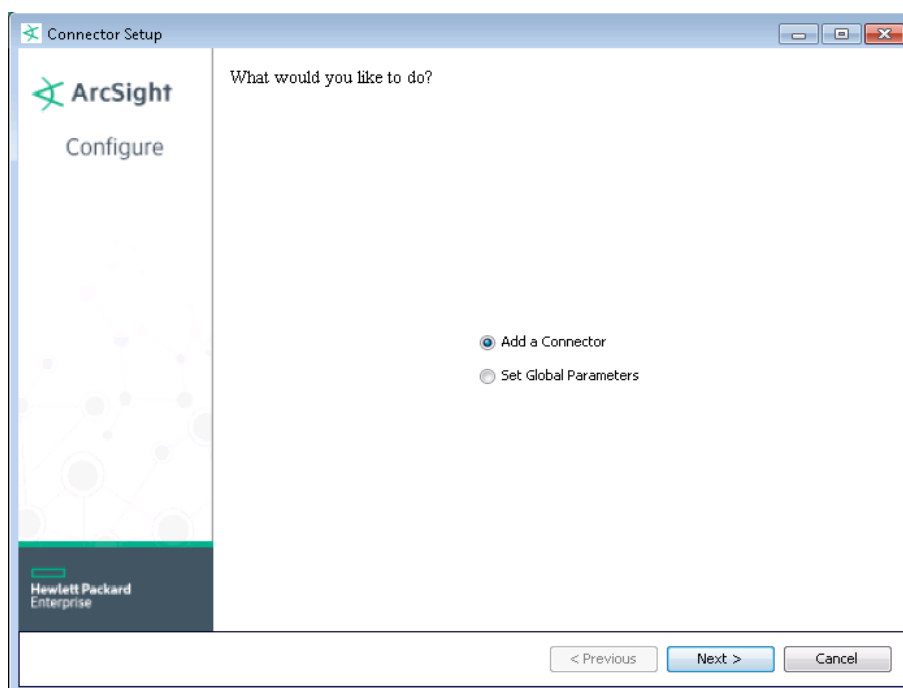 Connector Setup
ArcSight
Configure
What would you like to do?
Add a Connector
Set Global Parameters
Hewlett Packard
Enterprise
< Previous
Next >
Cancel